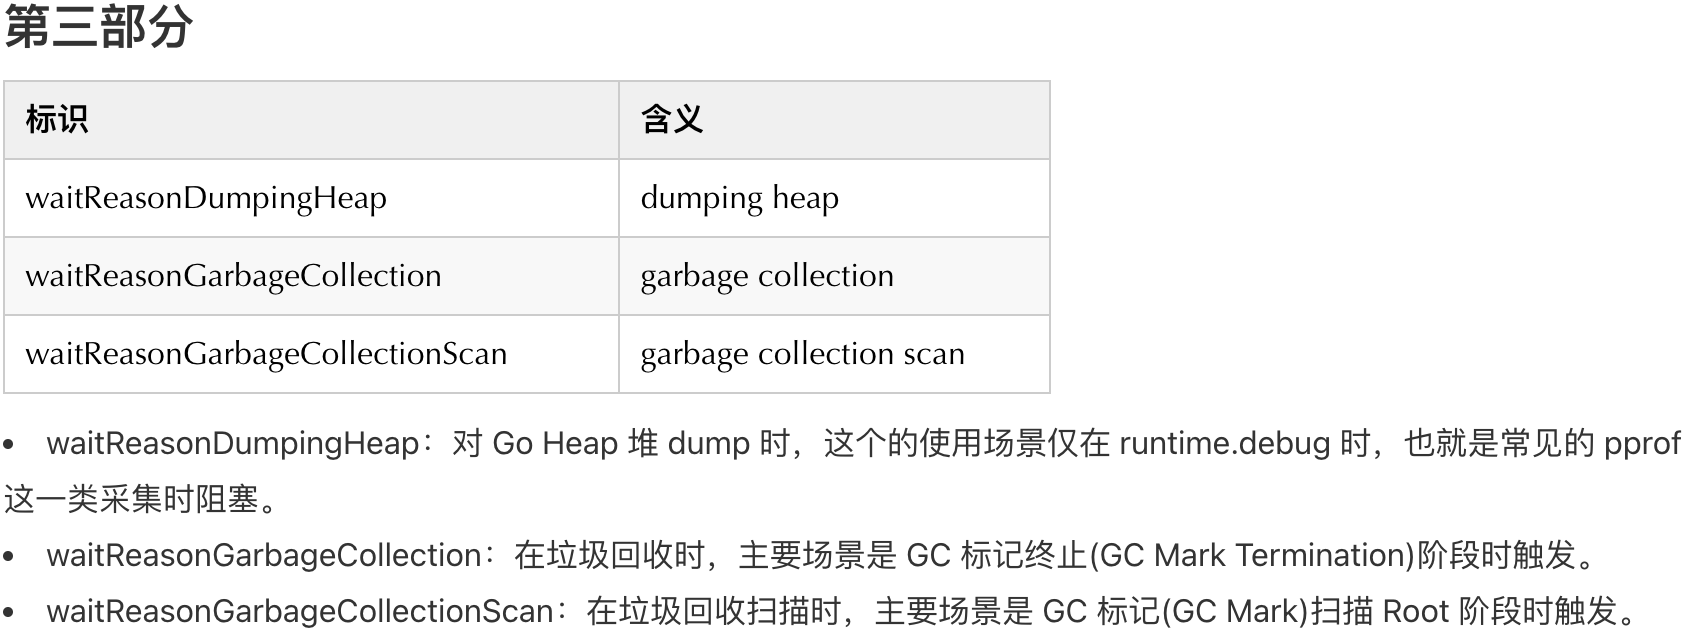 第三部分
标识 含义
waitReasonDumpingHeap dumping heap
waitReasonGarbageCollection garbage collection
waitReasonGarbageCollectionScan garbage collection scan
• waitReasonDumpingHeap：对 Go Heap 堆 dump 时，这个的使用场景仅在 runtime.debug 时，也就是常见的 pprof
这一类采集时阻塞。
• waitReasonGarbageCollection：在垃圾回收时，主要场景是 GC 标记终止(GC Mark Termination)阶段时触发。
• waitReasonGarbageCollectionScan：在垃圾回收扫描时，主要场景是 GC 标记(GC Mark)扫描 Root 阶段时触发。